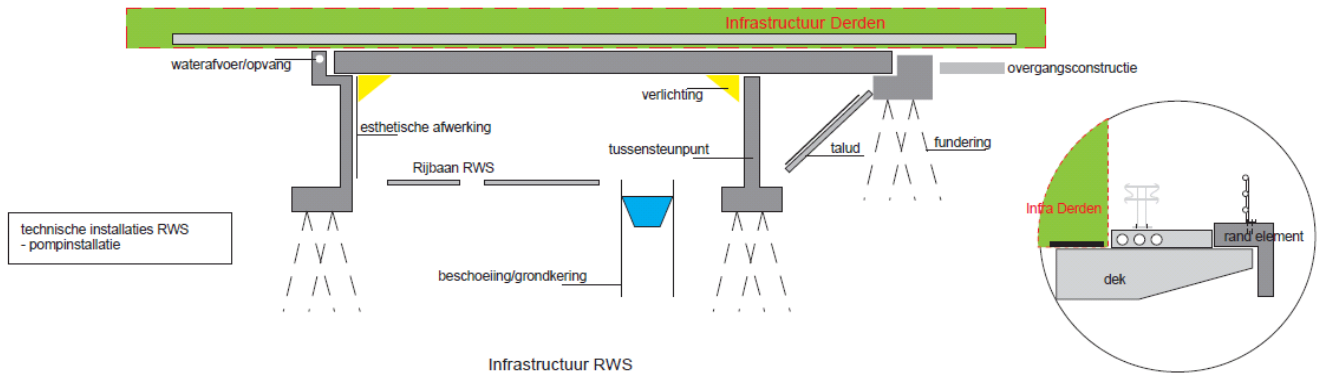 Infrastructuur Derden
waterafvoer/opvang
overgangsconstructie
verlichting
esthetische afwerking
tussensteunpunt
talud
fundering
Rijbaan RWS
Infra Derden
rand element
technische installaties RWS
- pompinstallatie
beschoeiing/grondkering
dek
Infrastructuur RWS